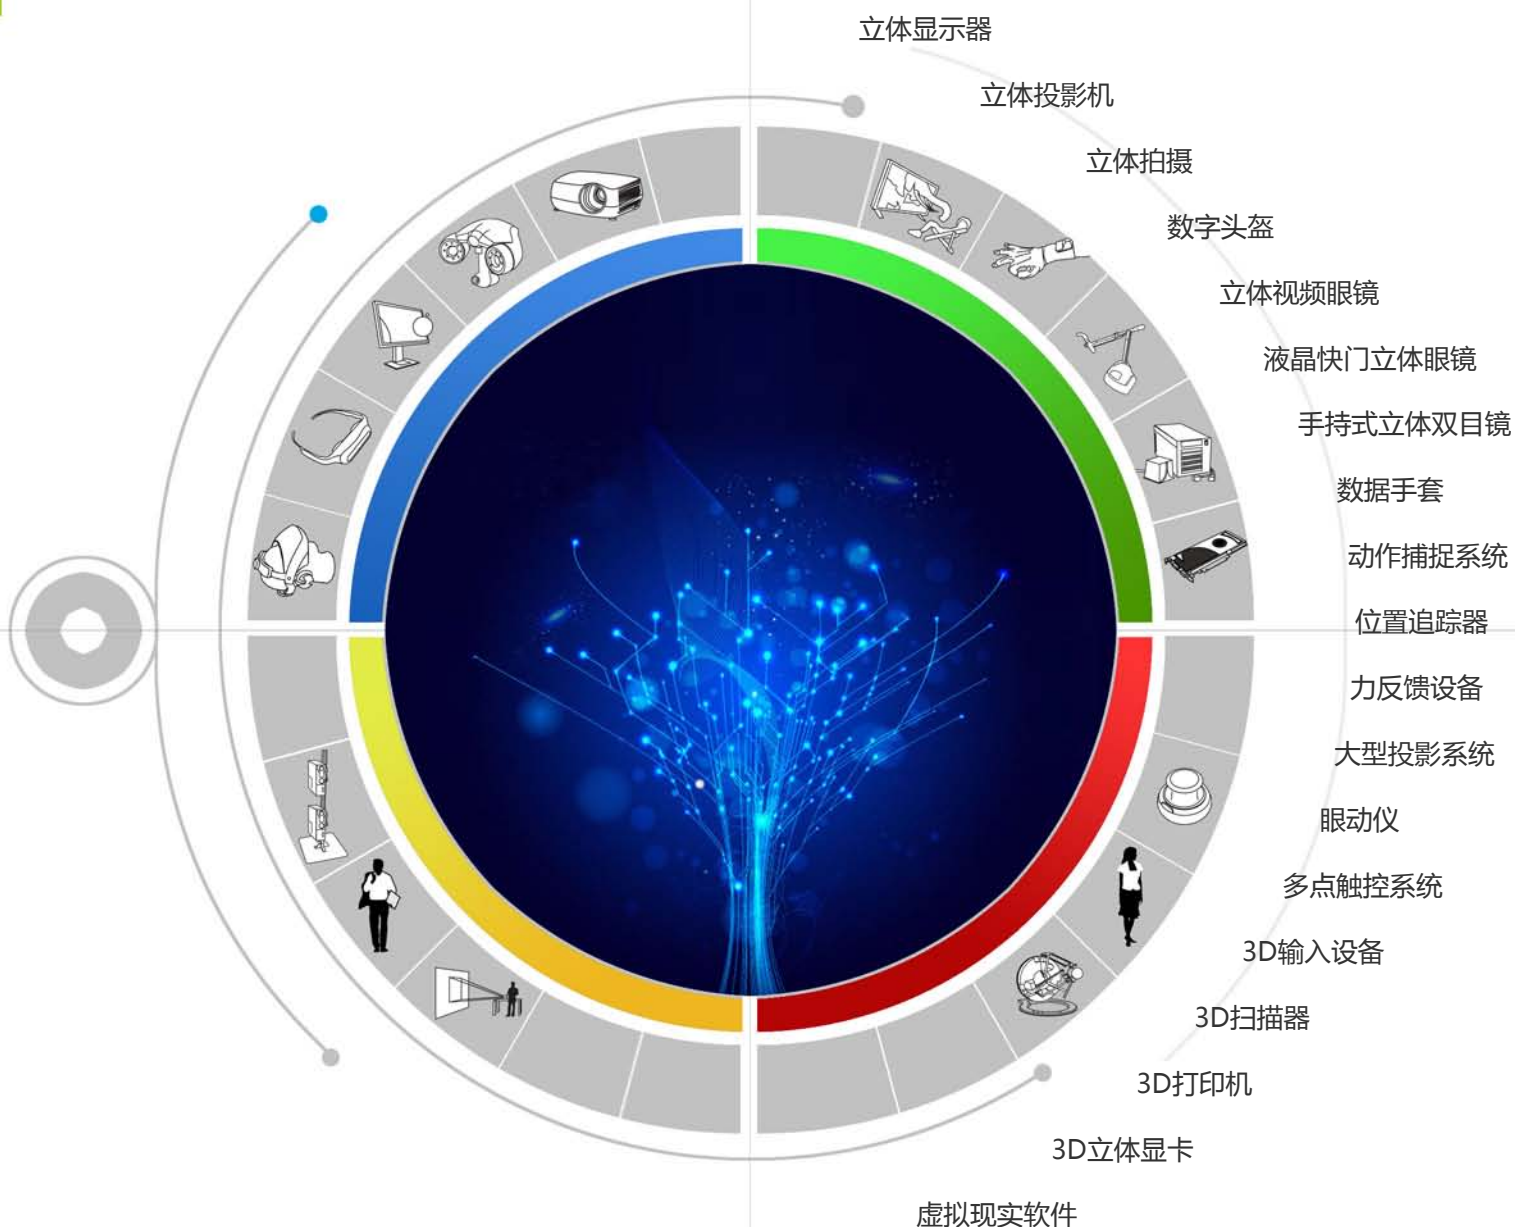 立体显示器
立体投影机
立体拍摄
数字头盔
立体视频眼镜
液晶快门立体眼镜
手持式立体双目镜
数据手套
动作捕捉系统
位置追踪器
力反馈设备
大型投影系统
眼动仪
多点触控系统
3D输入设备
3D扫描器
3D打印机
3D立体显卡
虚拟现实软件